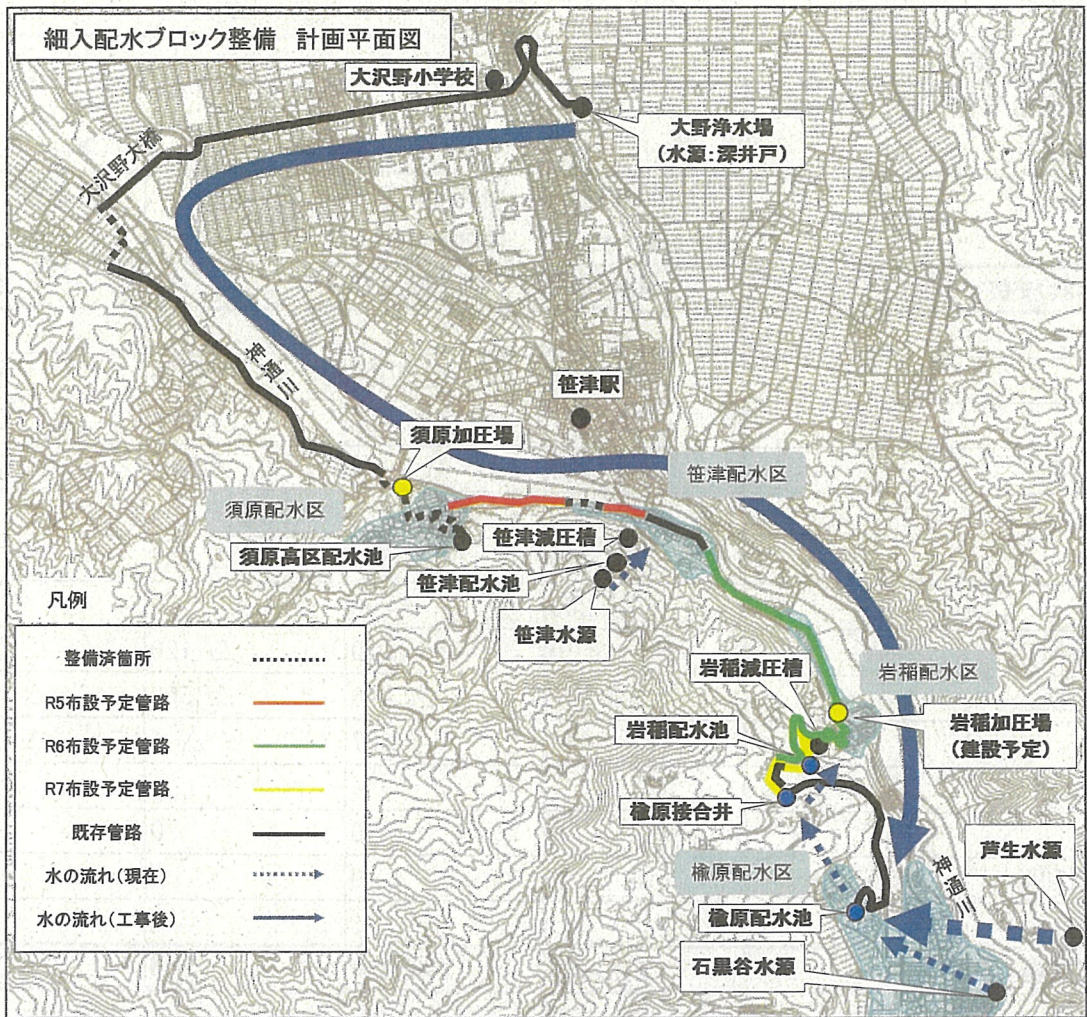 細入配水ブロック整備 計画平面図
大沢野小学校
大野浄水場
(水源:深井戸)
大沢野大橋
神通川
笹津駅
須原加圧場
笹津配水区
須原配水区
笹津減圧槽
須原高区配水池
笹津配水池
笹津水源
凡例
整備済箇所
R5布設予定管路
R6布設予定管路
R7布設予定管路
既存管路
水の流れ(現在)
水の流れ(工事後)
岩稲減圧槽
岩稲配水区
岩稲配水池
岩稲加圧場
(建設予定)
楡原接合井
楡原配水区
神通川
芦生水源
楡原配水池
石黒谷水源